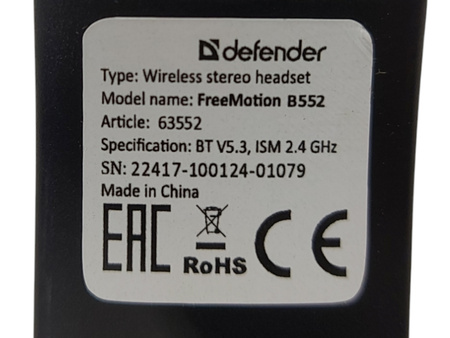 defender
Type: Wireless stereo headset
Model name: FreeMotion B552
Article: 63552
Specification: BT V5.3, ISM 2.4 GHz
SN: 22417-100124-01079
Made in China
EAC RoHS CE